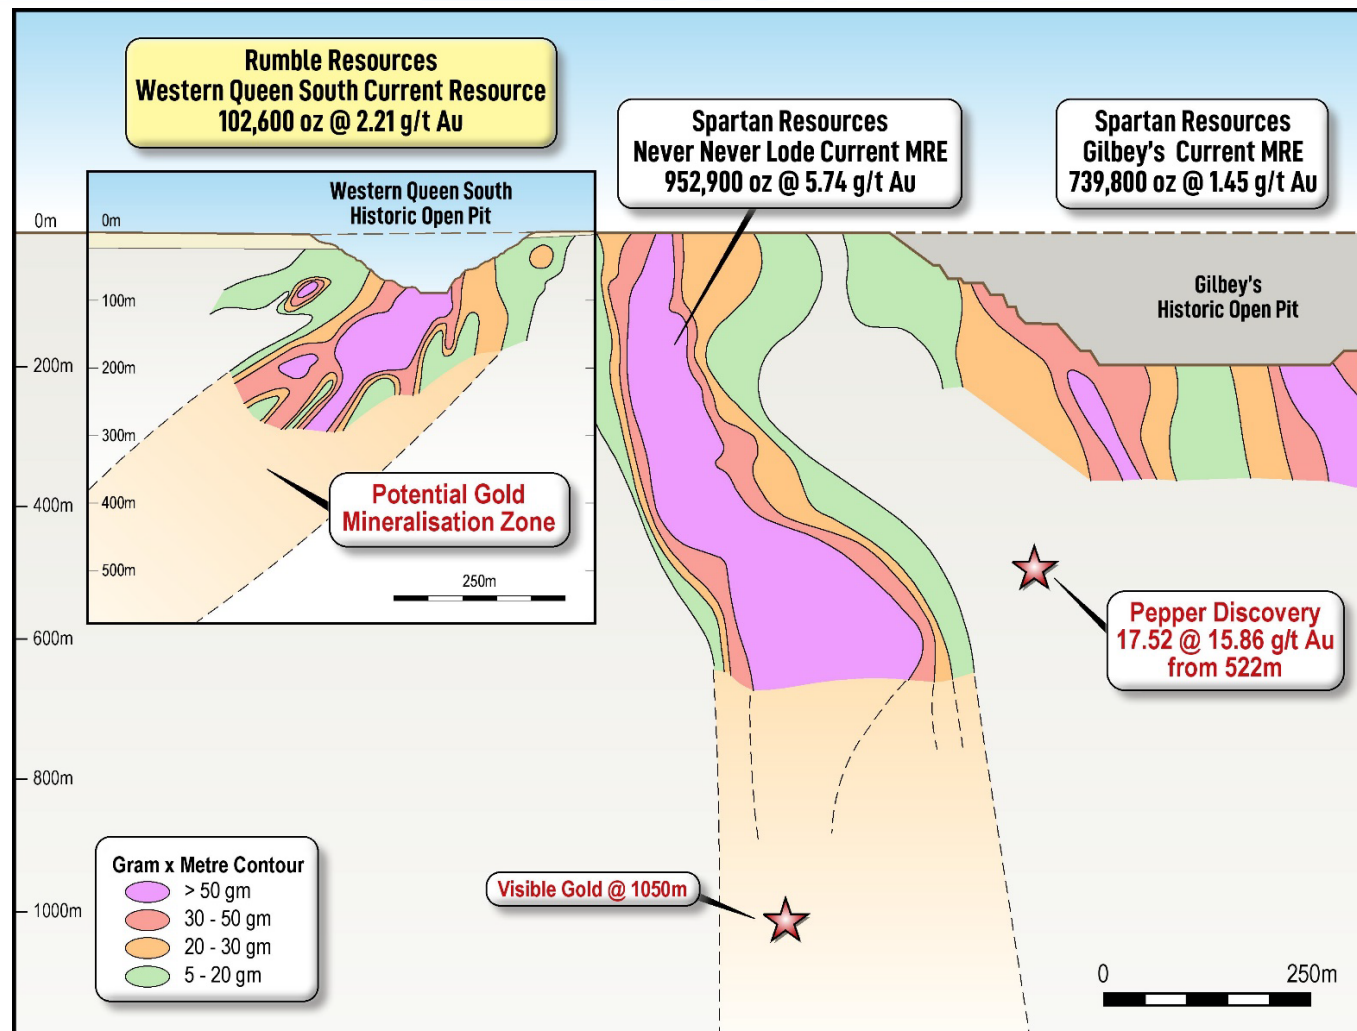 Rumble Resources
Western Queen South Current Resource
102,600 oz @ 2.21 g/t Au
Spartan Resources
Never Never Lode Current MRE
952,900 oz @ 5.74 g/t Au
Spartan Resources
Gilbey's Current MRE
739,800 oz @ 1.45 g/t Au
Western Queen South
Historic Open Pit
0m
100m
200m
300m
400m
500m
Potential Gold
Mineralisation Zone
250m
0m
200m
400m
600m
800m
1000m
Gilbey's
Historic Open Pit
Pepper Discovery
17.52 @ 15.86 g/t Au
from 522m
Visible Gold @ 1050m
Gram x Metre Contour
> 50 gm
30 - 50 gm
20 - 30 gm
5 - 20 gm
0 250m